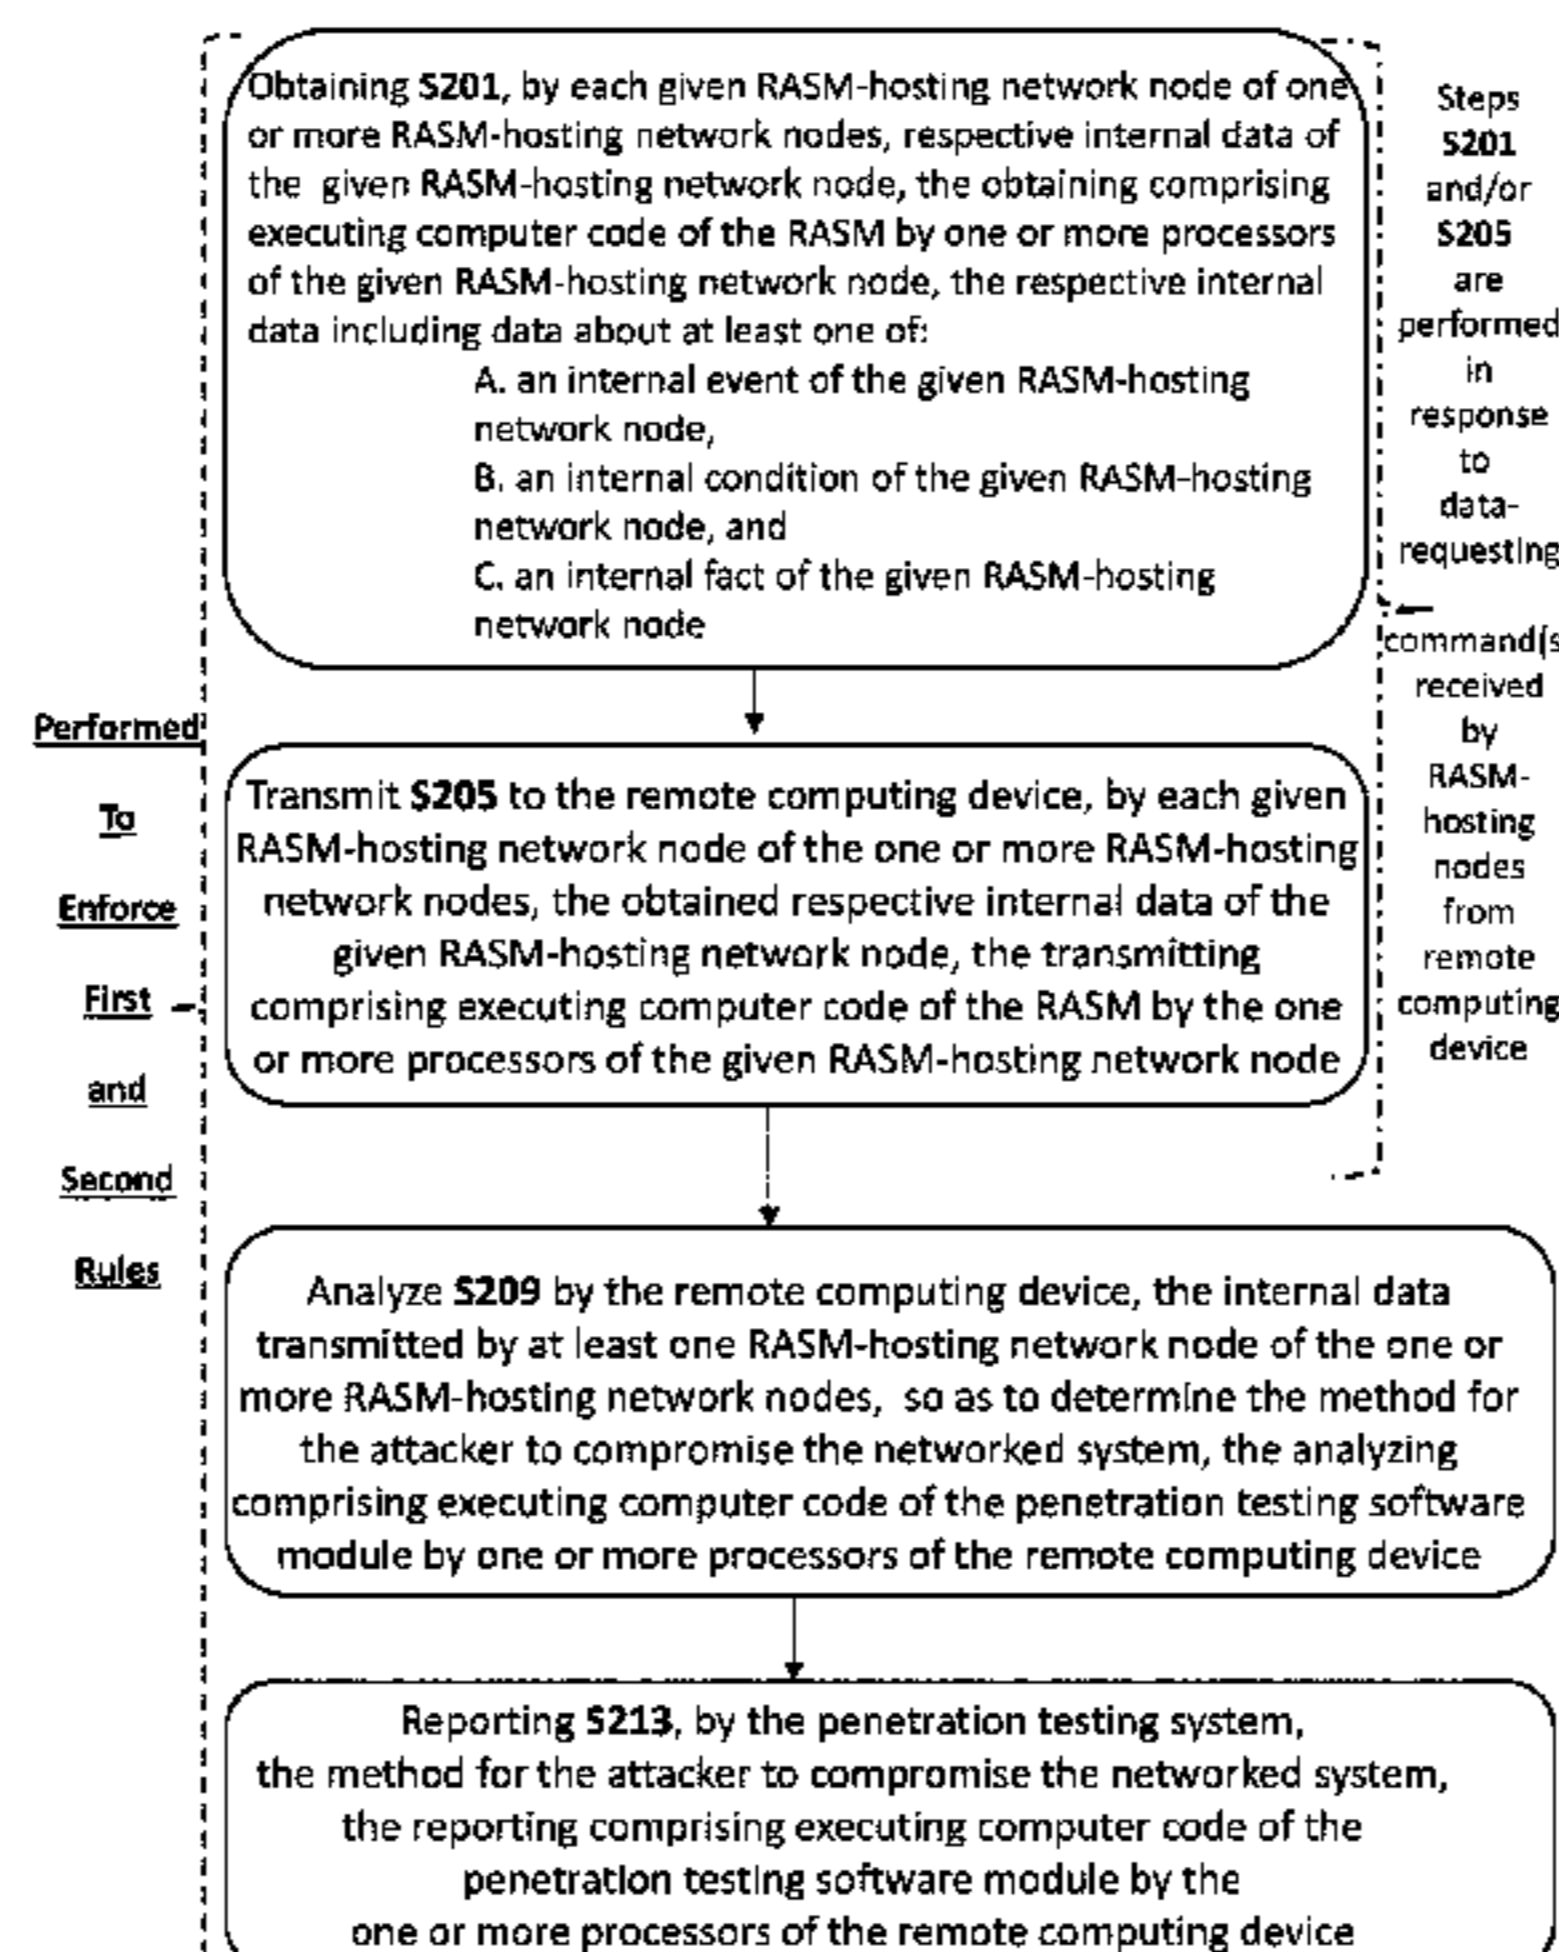 Obtaining S201, by each given RASM-hosting network node of one
or more RASM-hosting network nodes, respective internal data of
the given RASM-hosting network node, the obtaining comprising
executing computer code of the RASM by one or more processors
of the given RASM-hosting network node, the respective internal
data including data about at least one of:
A. an internal event of the given RASM-hosting
network node,
B. an internal condition of the given RASM-hosting
network node, and
C. an internal fact of the given RASM-hosting
network node
Steps
S201
and/or
S205
are
performed
in
response
to
data-
requesting
command(s
received
by
RASM-
hosting
nodes
from
remote
computing
device
Performed
To
Enforce
First
and
Second
Rules
Transmit S205 to the remote computing device, by each given
RASM-hosting network node of the one or more RASM-hosting
network nodes, the obtained respective internal data of the
given RASM-hosting network node, the transmitting
comprising executing computer code of the RASM by the one
or more processors of the given RASM-hosting network node
Analyze S209 by the remote computing device, the internal data
transmitted by at least one RASM-hosting network node of the one or
more RASM-hosting network nodes, so as to determine the method for
the attacker to compromise the networked system, the analyzing
comprising executing computer code of the penetration testing software
module by one or more processors of the remote computing device
Reporting S213, by the penetration testing system,
the method for the attacker to compromise the networked system,
the reporting comprising executing computer code of the
penetration testing software module by the
one or more processors of the remote computing device